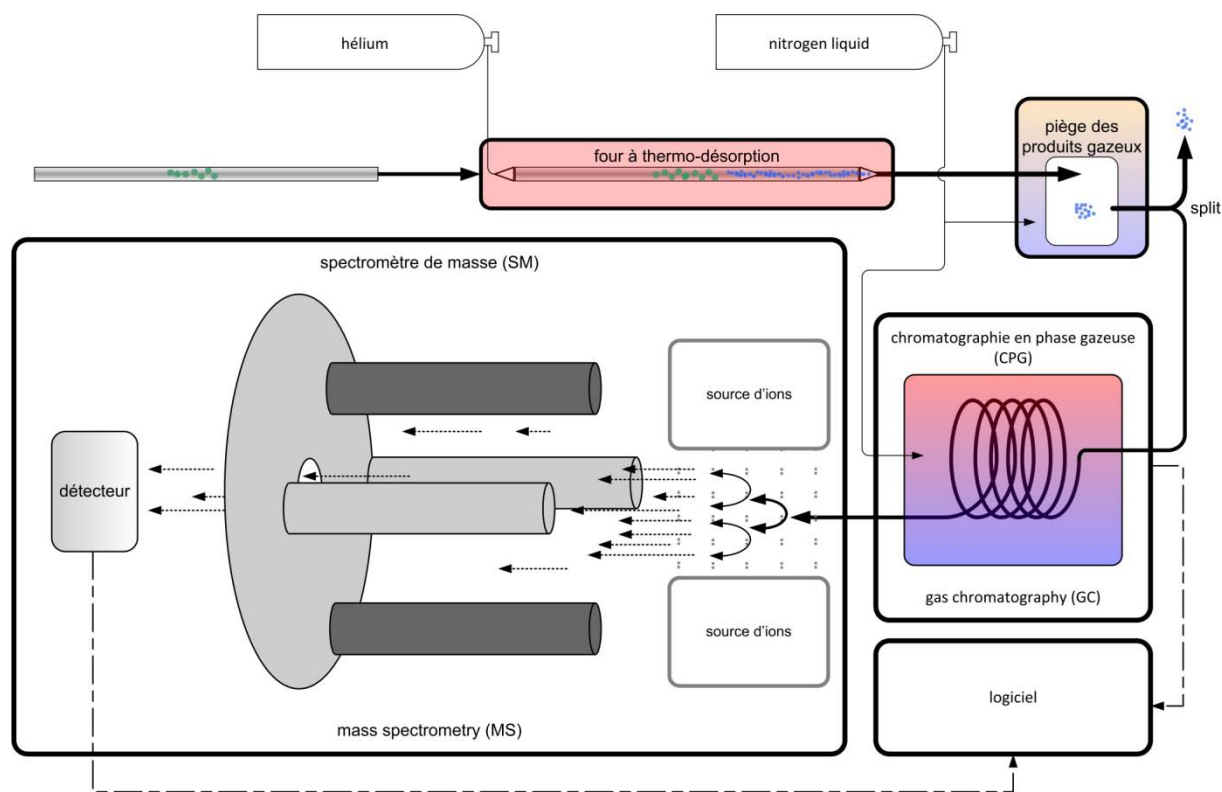 hélium
nitrogen liquid
four à thermo-désorption
piège des
produits gazeux
split
spectromètre de masse (SM)
source d'ions
détecteur
source d'ions
mass spectrometry (MS)
chromatographie en phase gazeuse
(CPG)
gas chromatography (GC)
logiciel